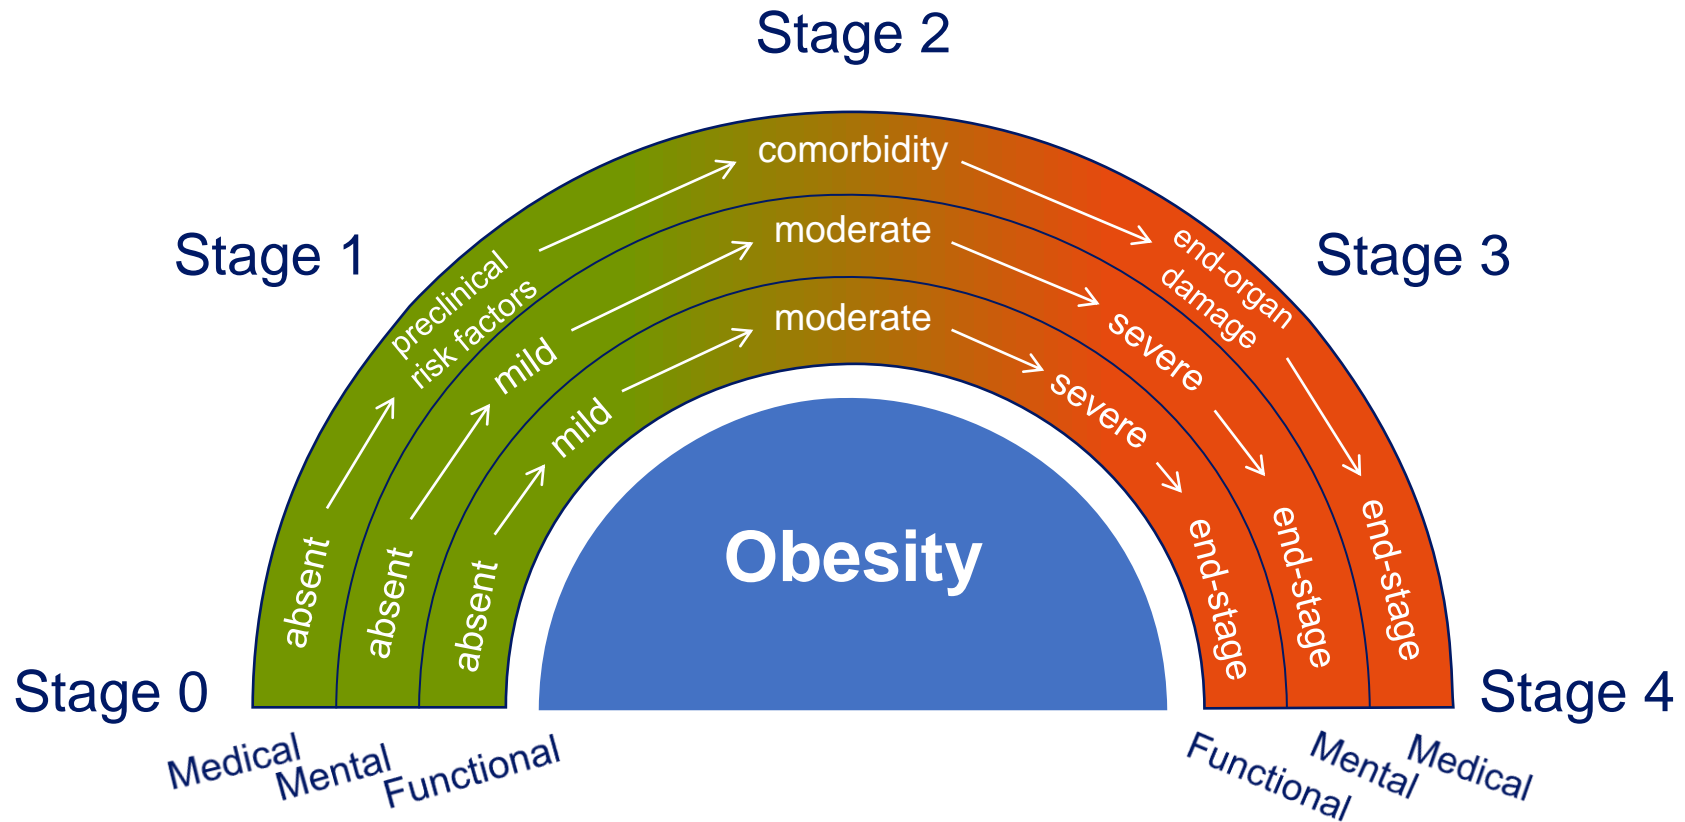 Stage 2
Stage 1
Stage 3
Stage 0
Stage 4
absent
preclinical
risk factors
comorbidity
end-organ
damage
end-stage
absent
mild
moderate
severe
end-stage
absent
mild
moderate
severe
end-stage
Obesity
Medical
Mental
Functional
Functional
Mental
Medical